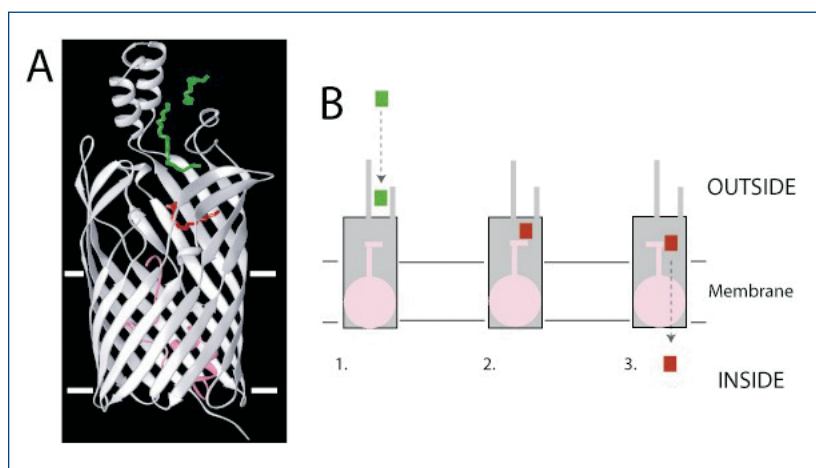 A
B
OUTSIDE
Membrane
1.
2.
3.
INSIDE